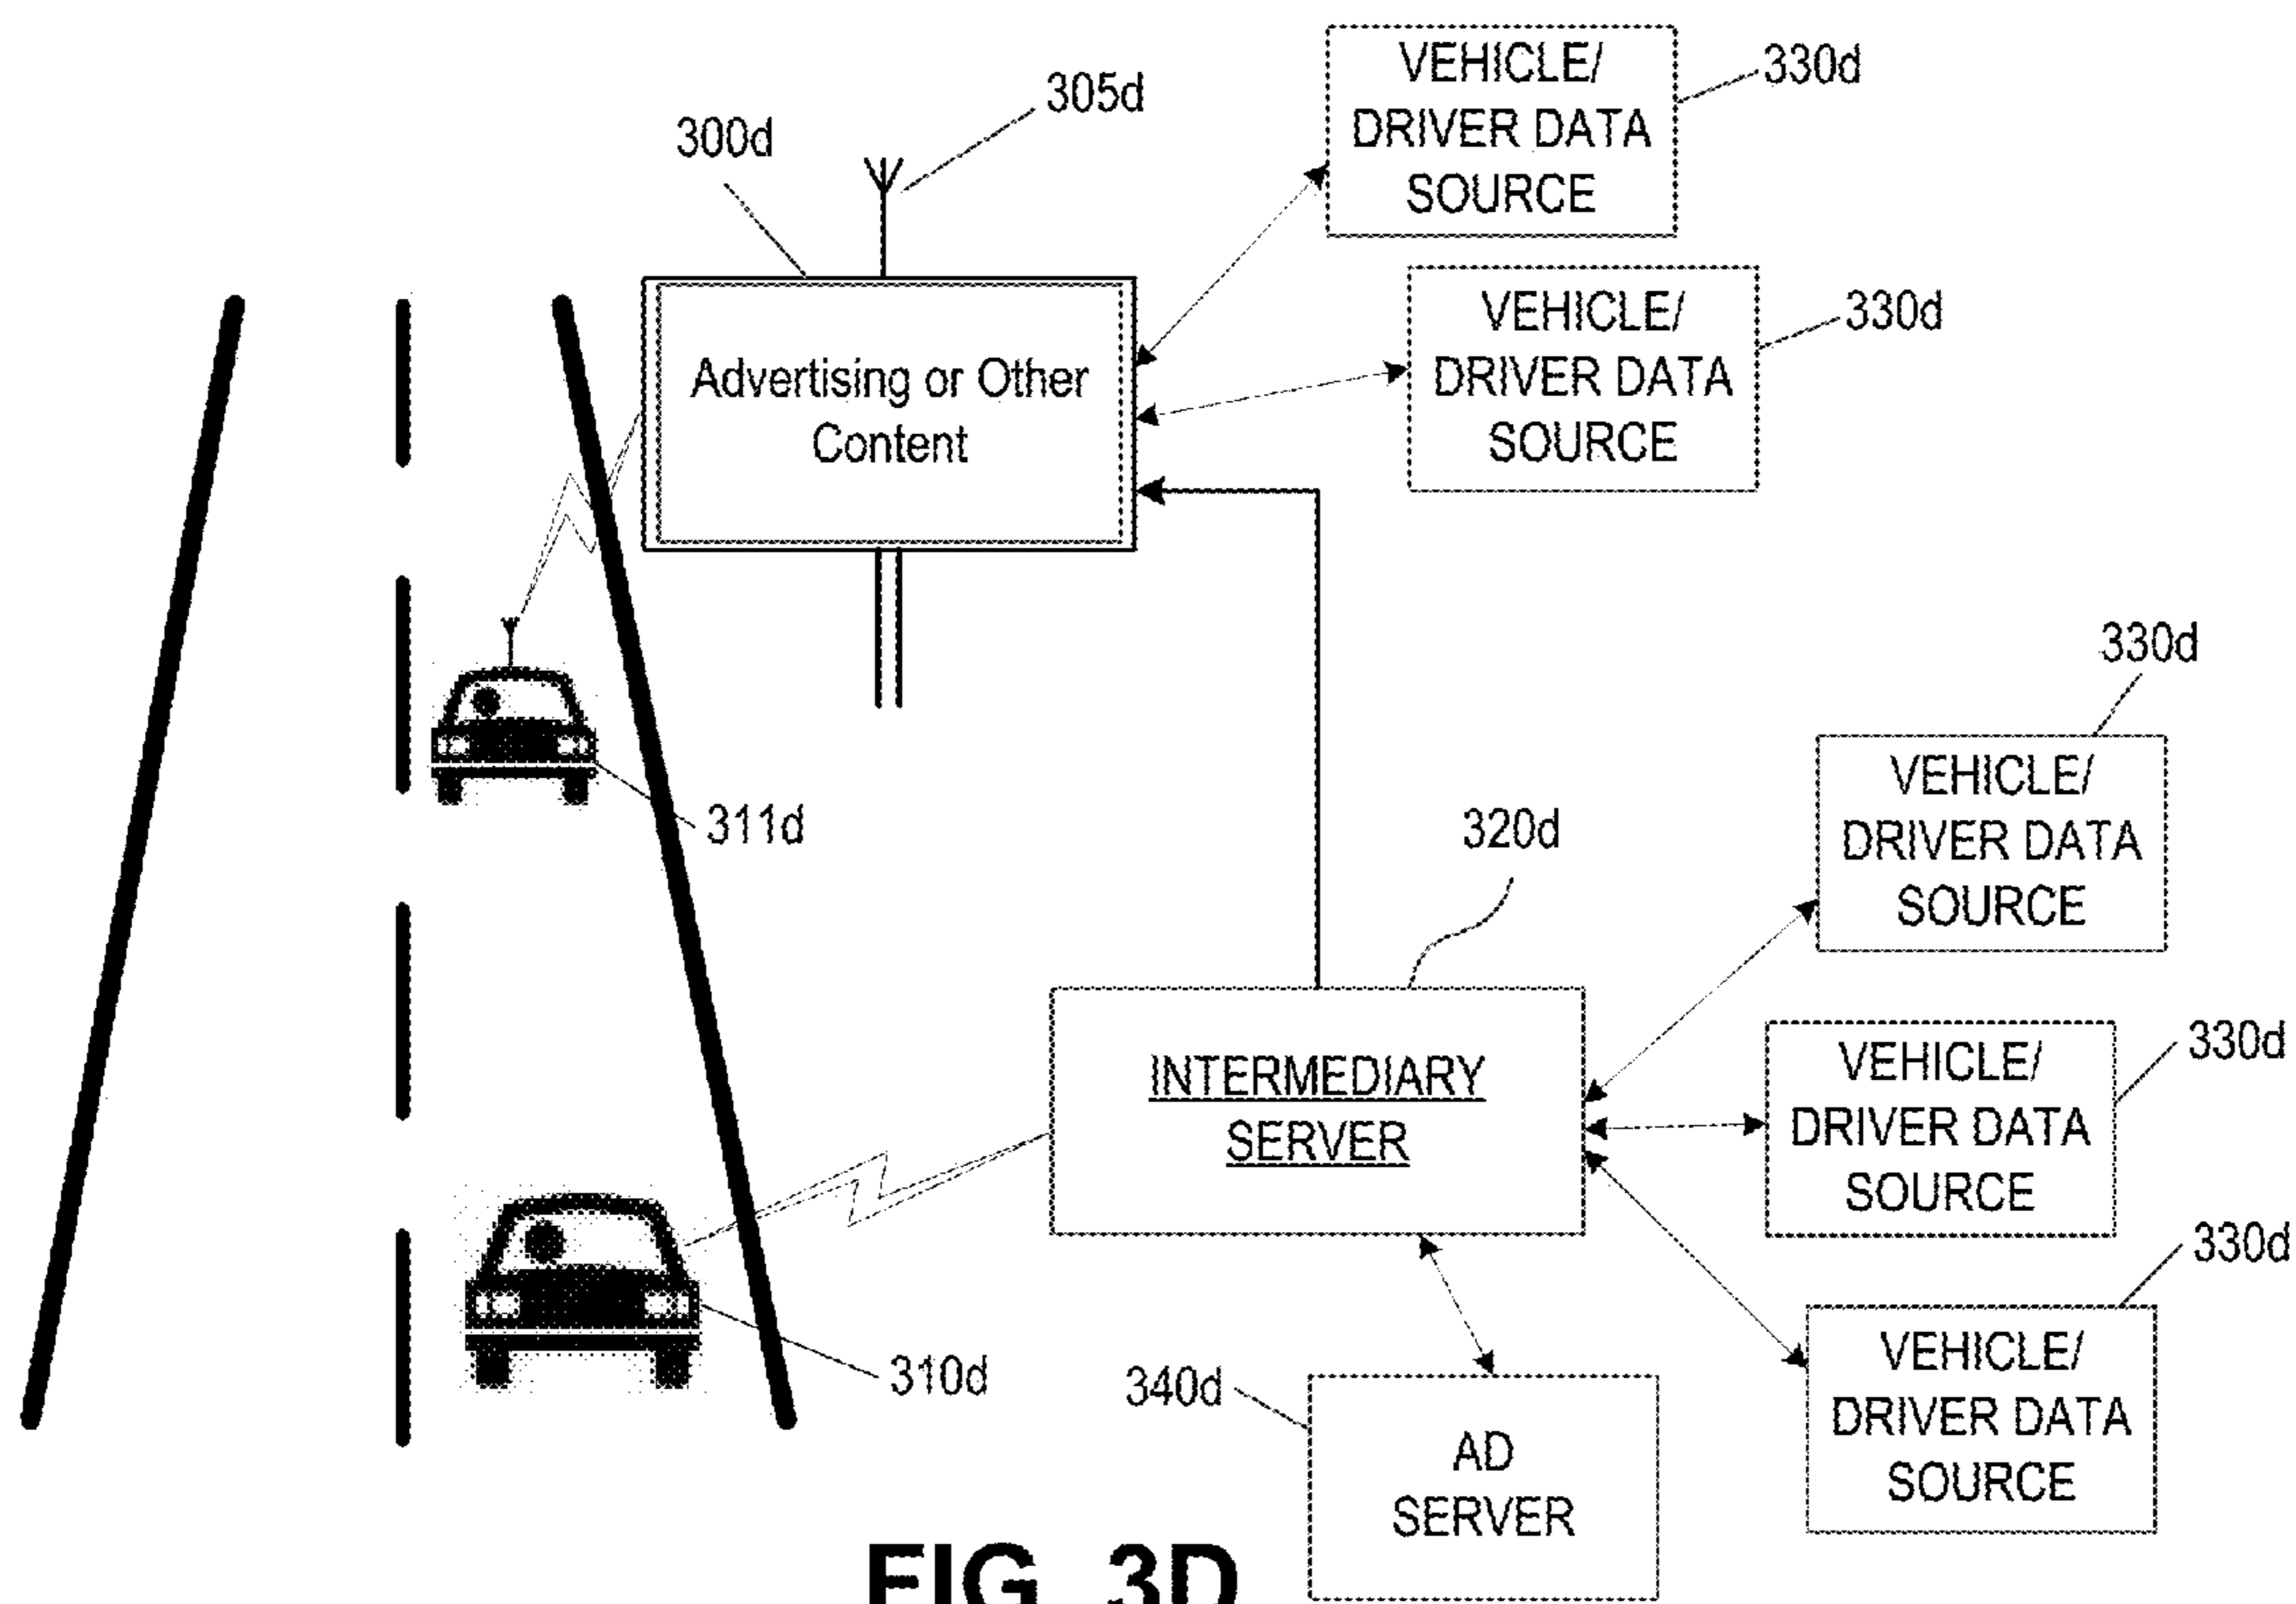 VEHICLE/
DRIVER DATA
SOURCE
330d
305d
300d
Advertising or Other
Content
VEHICLE/
DRIVER DATA
SOURCE
330d
311d
330d
VEHICLE/
DRIVER DATA
SOURCE
320d
INTERMEDIARY
SERVER
VEHICLE/
DRIVER DATA
SOURCE
330d
330d
VEHICLE/
DRIVER DATA
SOURCE
310d
340d
AD
SERVER
FIG. 3D